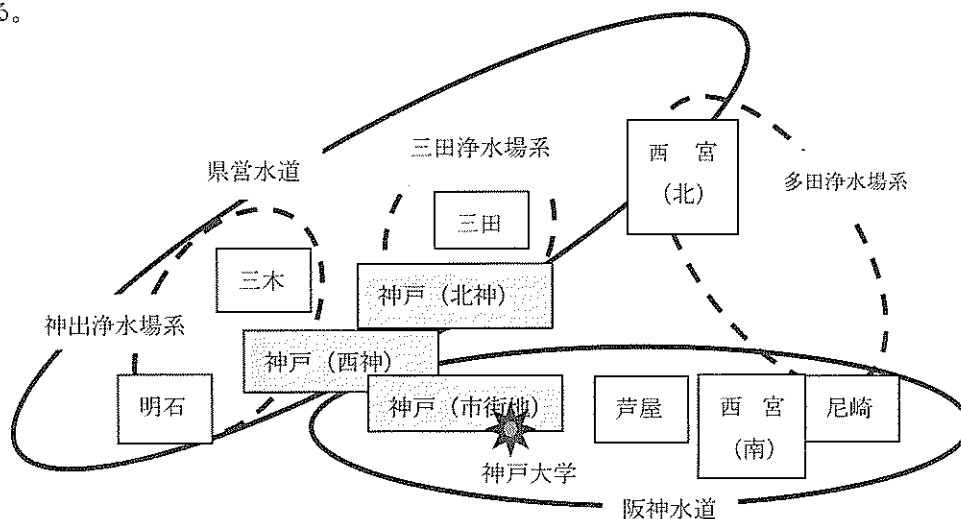 る。
三田浄水場系
西 宮
(北)
県営水道
多田浄水場系
三田
三木
神戸（北神）
神出浄水場系
神戸（西神）
明石
神戸（市街地）
芦屋
西 宮
(南)
尼崎
神戸大学
阪神水道